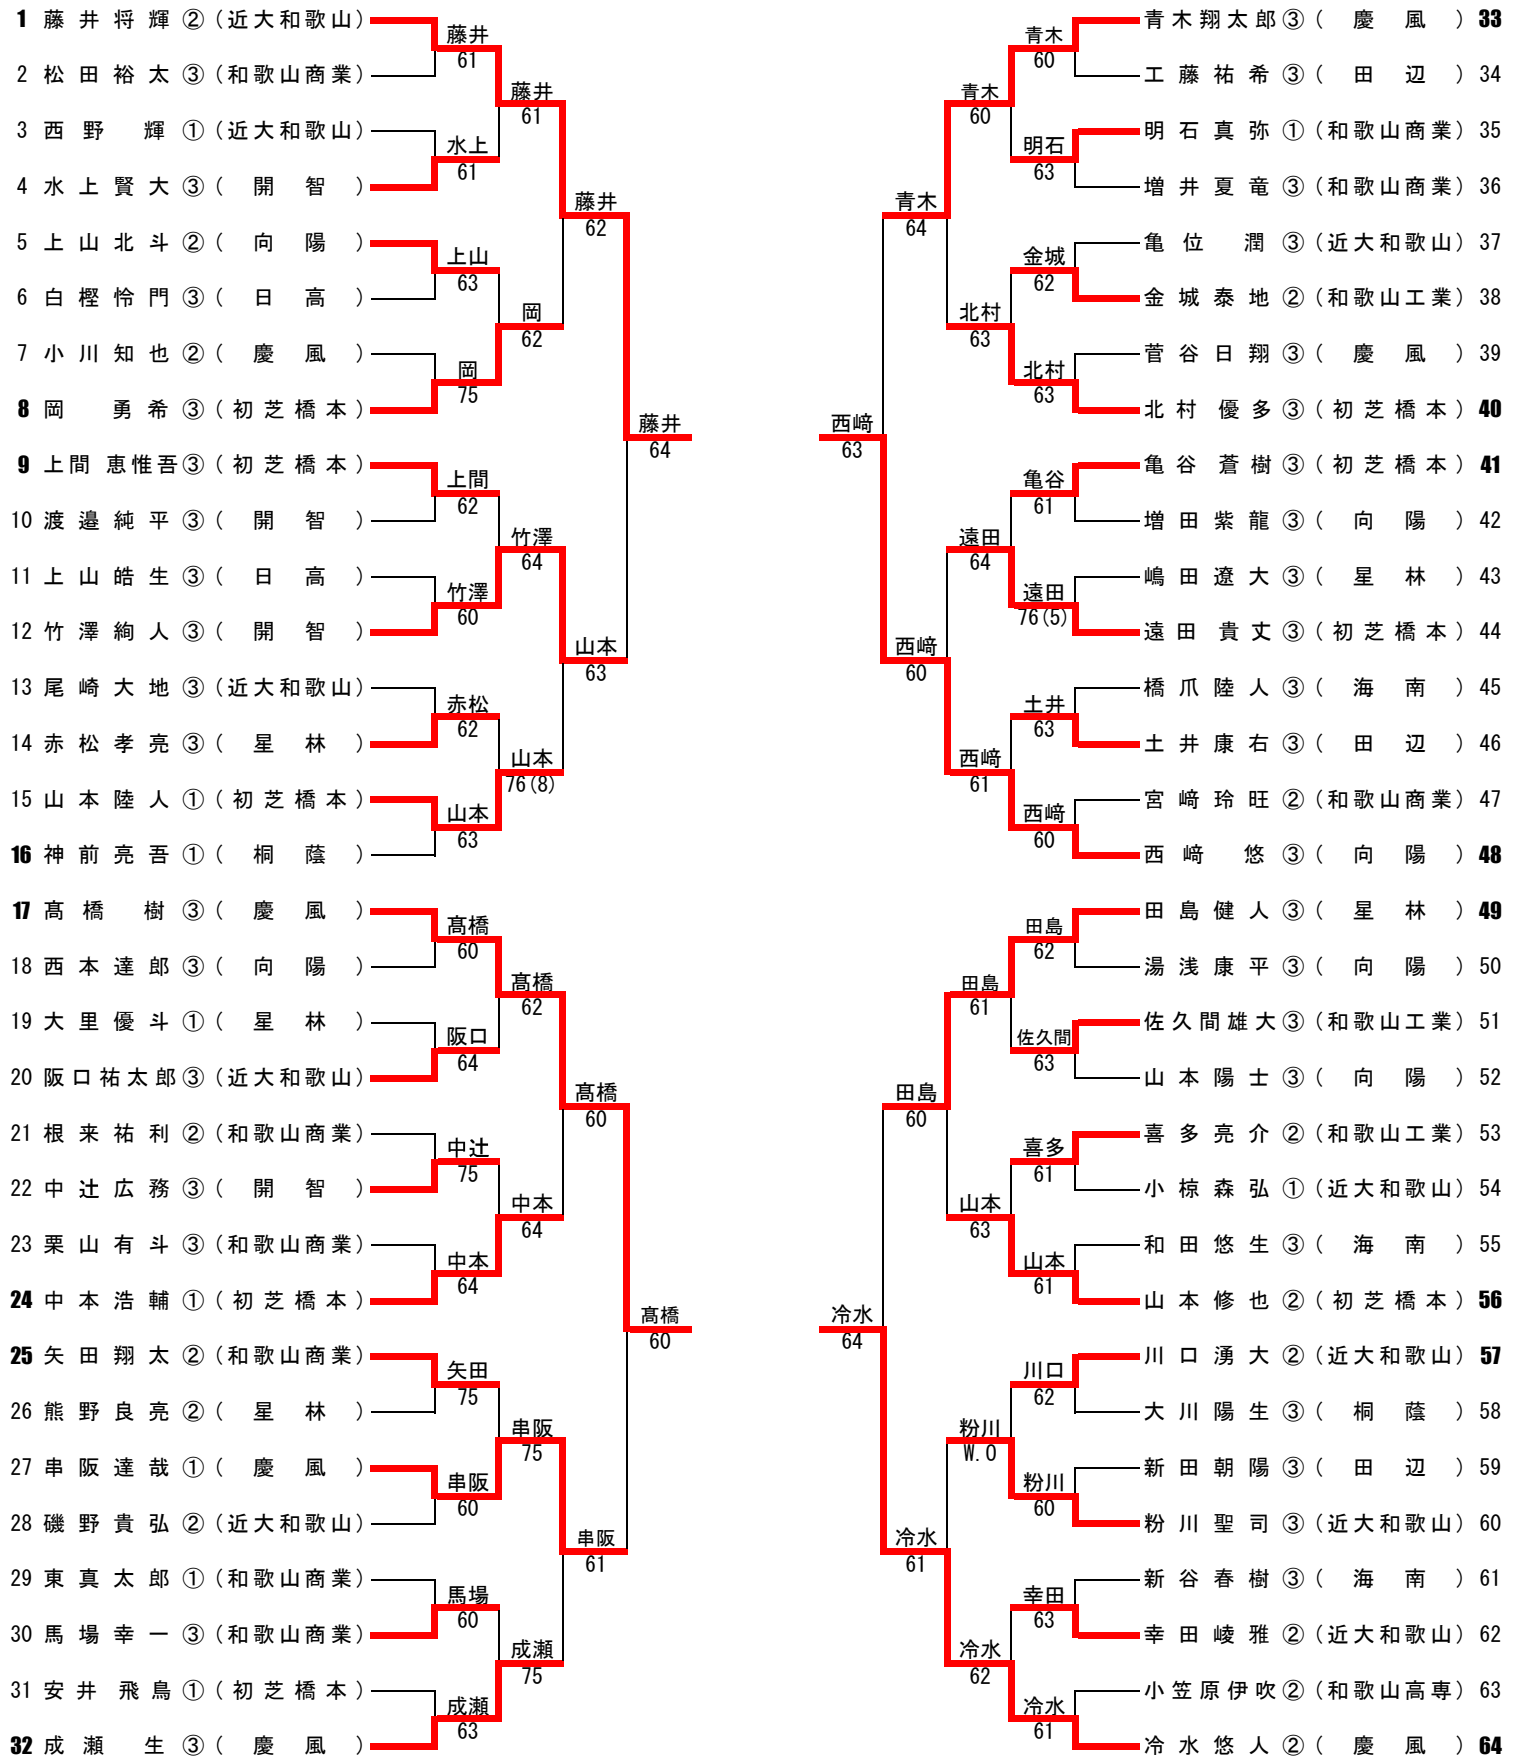 1 藤井将輝②(近大和歌山)
2 松田裕太③(和歌山商業)
3 西野 輝①(近大和歌山)
4 水上賢大③(開智)
5 上山北斗②(向陽)
6 白樫怜門③(日高)
7 小川知也②(慶風)
8 岡 勇希③(初芝橋本)
9 上間 恵惟吾③(初芝橋本)
10 渡邉純平③(開智)
11 上山皓生③(日高)
12 竹澤絢人③(開智)
13 尾崎大地③(近大和歌山)
14 赤松孝亮③(星林)
15 山本陸人①(初芝橋本)
16 神前亮吾①(桐蔭)
17 髙橋 樹③(慶風)
18 西本達郎③(向陽)
19 大里優斗①(星林)
20 阪口祐太郎③(近大和歌山)
21 根来祐利②(和歌山商業)
22 中辻広務③(開智)
23 栗山有斗③(和歌山商業)
24 中本浩輔①(初芝橋本)
25 矢田翔太②(和歌山商業)
26 熊野良亮②(星林)
27 串阪達哉①(慶風)
28 磯野貴弘②(近大和歌山)
29 東真太郎①(和歌山商業)
30 馬場幸一③(和歌山商業)
31 安井 飛鳥①(初芝橋本)
32 成瀬 生③(慶風)
藤井
61
水上
61
上山
63
岡
75
上間
62
竹澤
60
赤松
62
山本
63
髙橋
60
阪口
64
中辻
75
中本
64
矢田
75
串阪
60
馬場
60
成瀬
63
藤井
61
岡
62
竹澤
64
山本
76(8)
髙橋
62
中本
64
串阪
75
成瀬
75
藤井
62
山本
63
髙橋
60
串阪
61
藤井
64
髙橋
60
西﨑
63
冷水
64
青木
64
西﨑
60
田島
60
冷水
61
青木
60
北村
63
遠田
64
西﨑
61
田島
61
山本
63
粉川
W.O
冷水
62
青木
60
明石
63
金城
62
北村
63
亀谷
61
遠田
76(5)
土井
63
西﨑
60
田島
62
佐久間
63
喜多
61
山本
61
川口
62
粉川
60
幸田
63
冷水
61
青木翔太郎③(慶風) 33
工藤祐希③(田辺) 34
明石真弥①(和歌山商業) 35
増井夏竜③(和歌山商業) 36
亀位 潤③(近大和歌山) 37
金城泰地②(和歌山工業) 38
菅谷日翔③(慶風) 39
北村 優多③(初芝橋本) 40
亀谷 蒼樹③(初芝橋本) 41
増田紫龍③(向陽) 42
嶋田遼大③(星林) 43
遠田 貴丈③(初芝橋本) 44
橋爪陸人③(海南) 45
土井康右③(田辺) 46
宮﨑玲旺②(和歌山商業) 47
西﨑 悠③(向陽) 48
田島健人③(星林) 49
湯浅康平③(向陽) 50
佐久間雄大③(和歌山工業) 51
山本陽士③(向陽) 52
喜多亮介②(和歌山工業) 53
小椋森弘①(近大和歌山) 54
和田悠生③(海南) 55
山本修也②(初芝橋本) 56
川口湧大②(近大和歌山) 57
大川陽生③(桐蔭) 58
新田朝陽③(田辺) 59
粉川聖司③(近大和歌山) 60
新谷春樹③(海南) 61
幸田崚雅②(近大和歌山) 62
小笠原伊吹②(和歌山高専) 63
冷水悠人②(慶風) 64